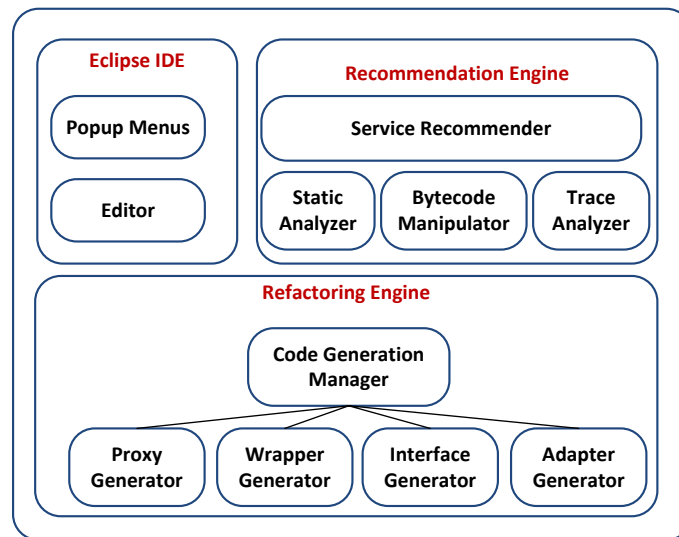 Eclipse IDE
Popup Menus
Editor
Recommendation Engine
Service Recommender
Static
Analyzer
Bytecode
Manipulator
Trace
Analyzer
Refactoring Engine
Code Generation
Manager
Proxy
Generator
Wrapper
Generator
Interface
Generator
Adapter
Generator